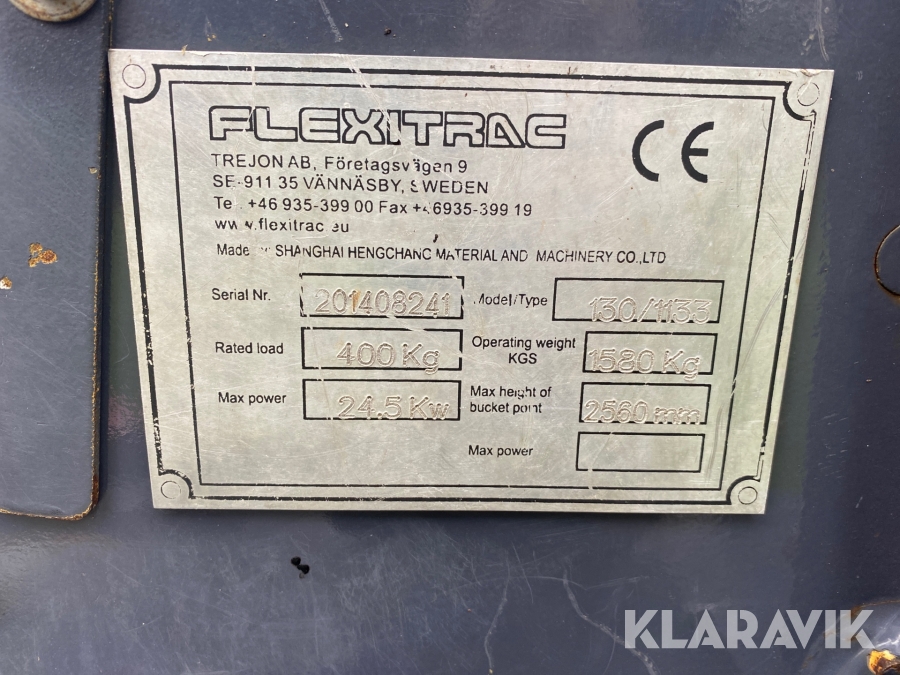 FLEXITRAC
CE
TREJON AB, Företagsvägen 9
SE-911 35 VÄNNÄSBY, SWEDEN
Te . +46 935-399 00 Fax +46935-399 19
www.flexitrac.eu
Made by SHANGHAI HENGCHANG MATERIAL AND MACHINERY CO.,LTD
Serial Nr. 201408241 Model/Type 130/1133
Rated load 400 Kg Operating weight KGS 1580 Kg
Max power 24.5 Kw Max height of bucket point 2560 mm
Max power
KLARAVIK